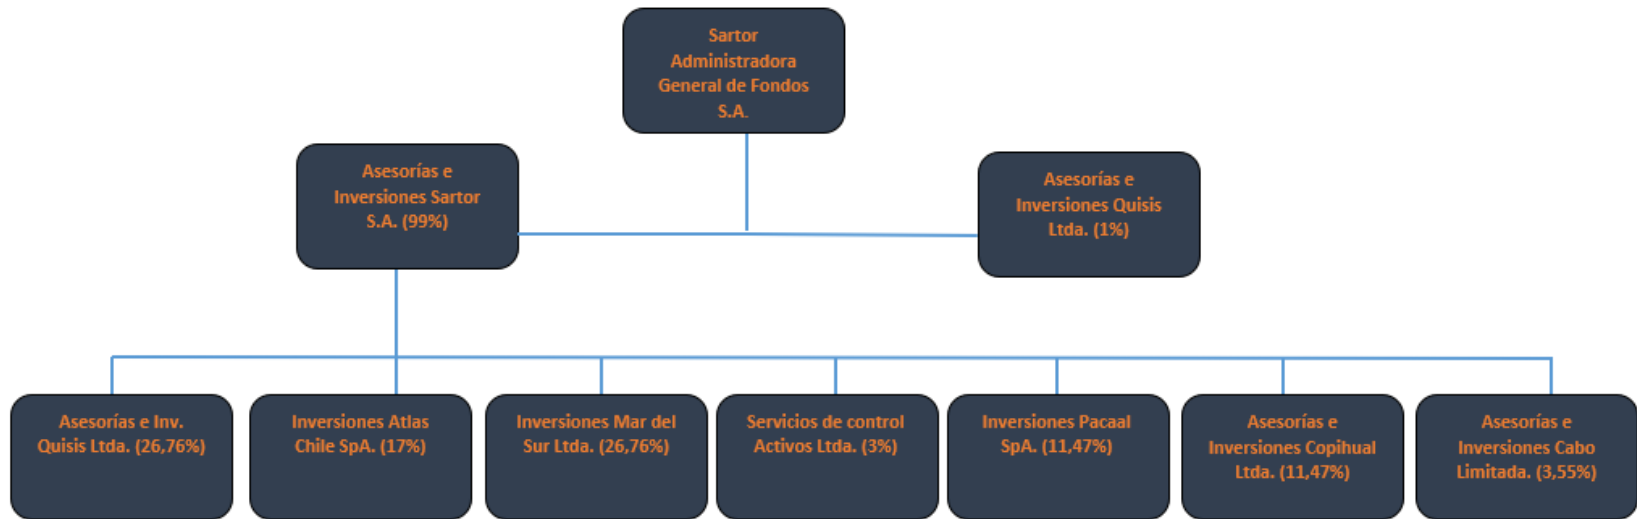 Sartor
Administradora
General de Fondos
S.A.
Asesorías e
Inversiones Sartor
S.A. (99%)
Asesorías e
Inversiones Quisis
Ltda. (1%)
Asesorías e Inv.
Quisis Ltda. (26,76%)
Inversiones Atlas
Chile SpA. (17%)
Inversiones Mar del
Sur Ltda. (26,76%)
Servicios de control
Activos Ltda. (3%)
Inversiones Pacaal
SpA. (11,47%)
Asesorías e
Inversiones Copihual
Ltda. (11,47%)
Asesorías e
Inversiones Cabo
Limitada. (3,55%)